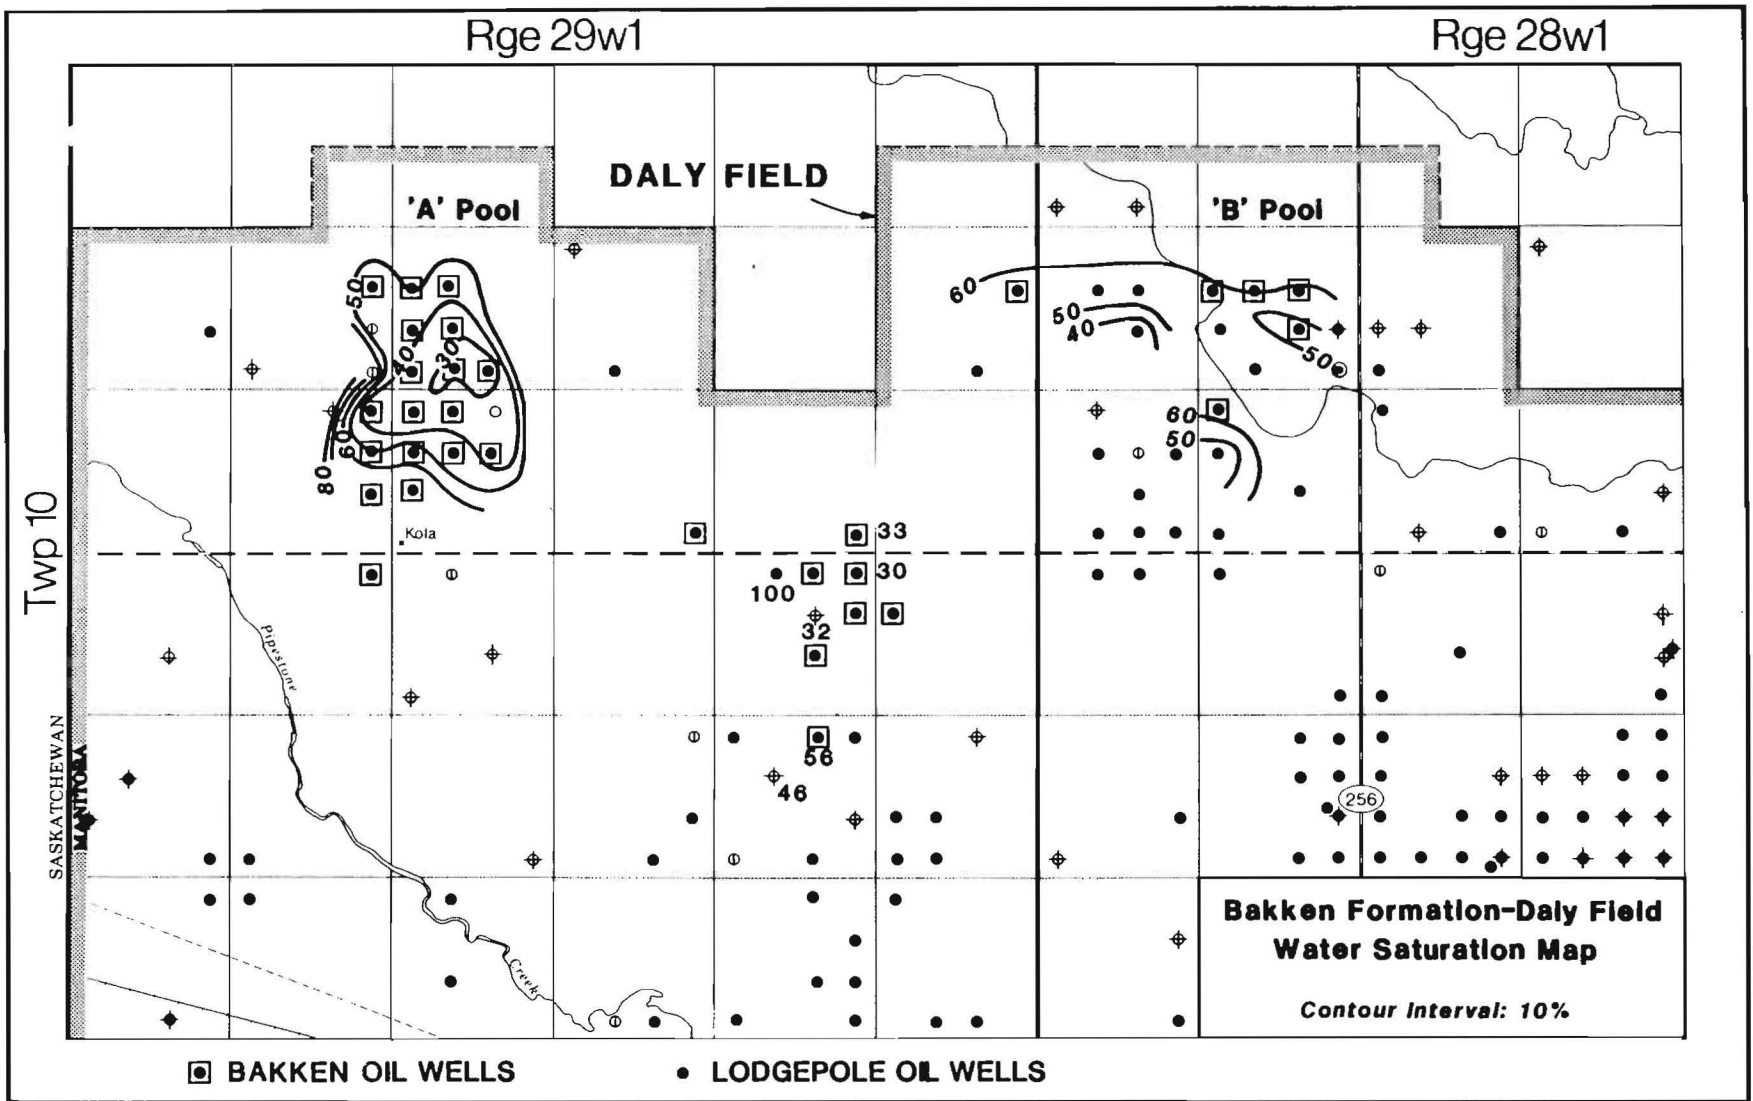 Rge 29w1
Rge 28w1
DALY FIELD
'A' Pool
'B' Pool
50
60
50
40
40
30
50
60
50
60
80
Kola
33
30
100
32
Twp 10
Pipestone
56
46
SASKATCHEWAN
MANITOBA
256
Creek
Bakken Formation-Daly Field
Water Saturation Map
Contour Interval: 10%
BAKKEN OIL WELLS
LODGEPOLE OIL WELLS